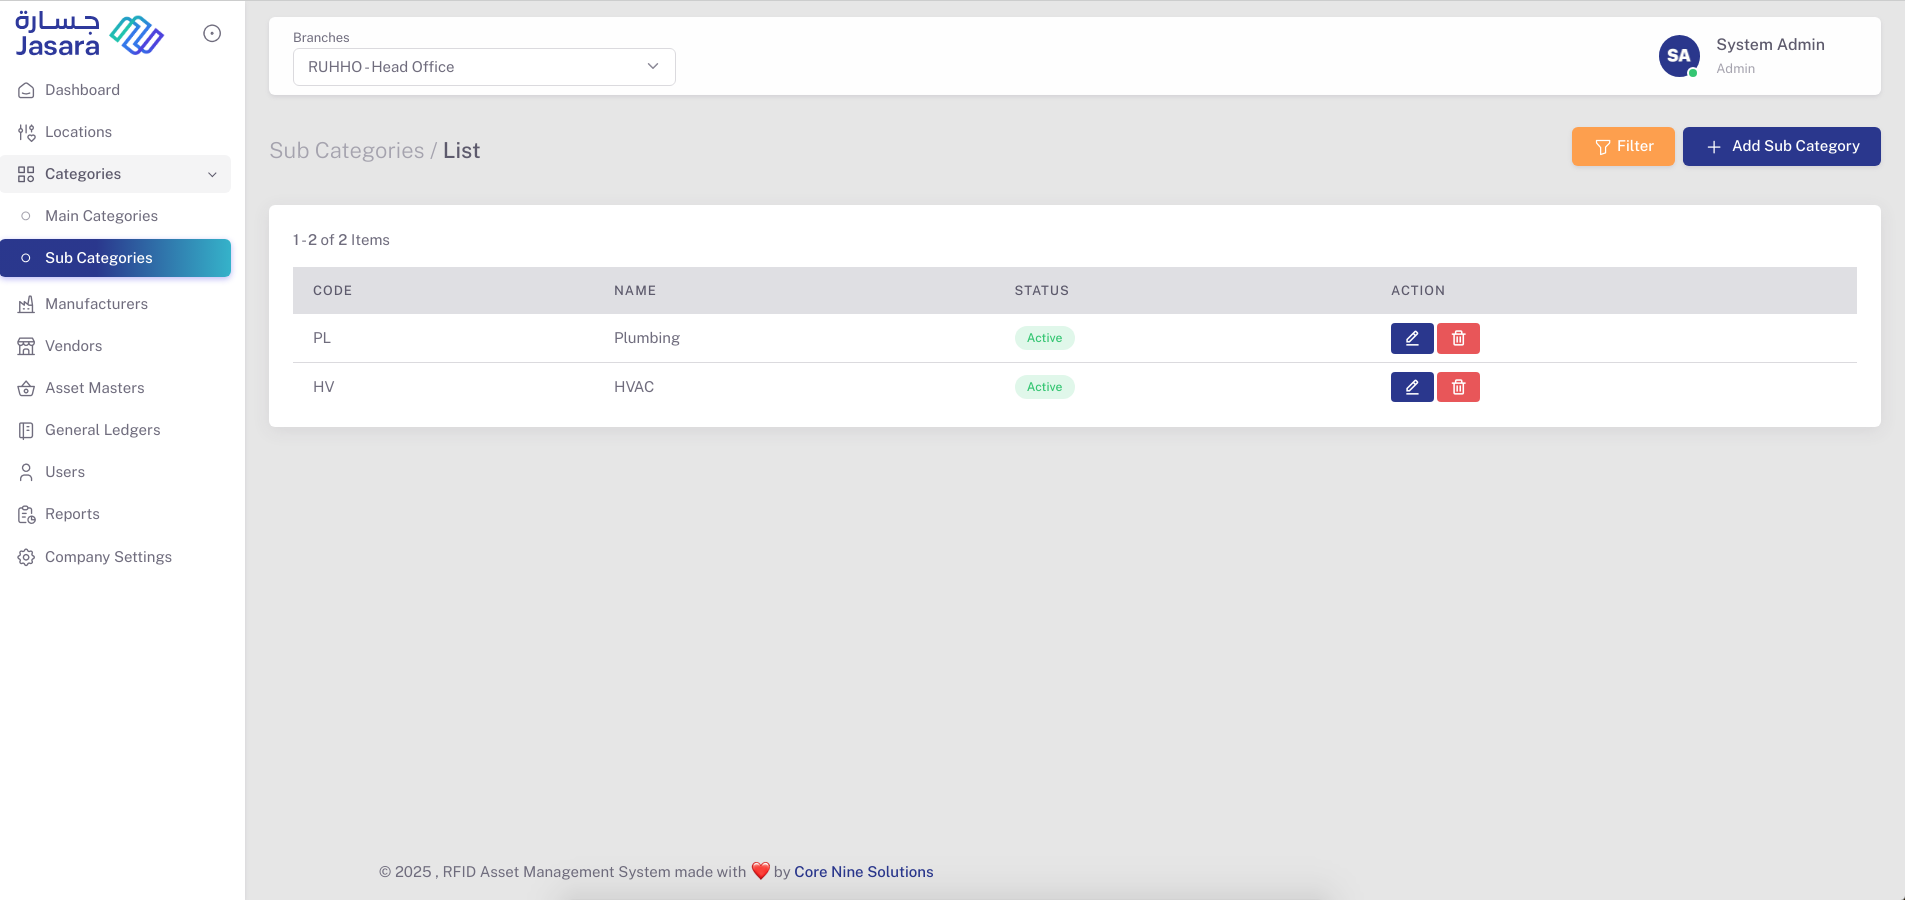 جسارة
Jasara
Dashboard
Locations
Categories
Main Categories
Sub Categories
Manufacturers
Vendors
Asset Masters
General Ledgers
Users
Reports
Company Settings
Branches
RUHHO - Head Office
SA
System Admin
Admin
Sub Categories / List
Filter
Add Sub Category
1 - 2 of 2 Items
CODE NAME STATUS ACTION
PL Plumbing Active
HV HVAC Active
© 2025 , RFID Asset Management System made with ❤️ by Core Nine Solutions